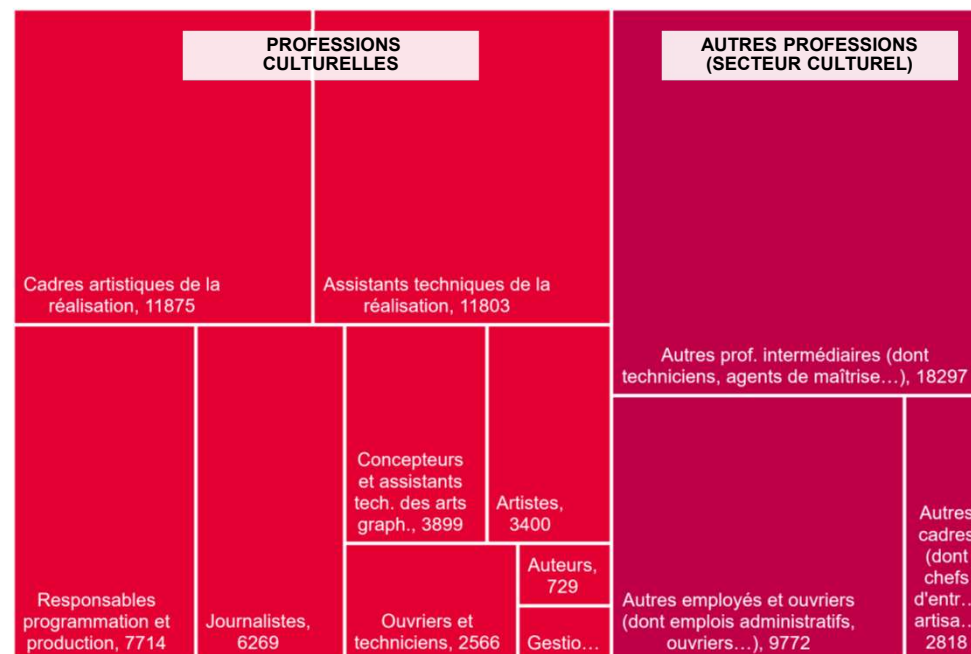 PROFESSIONS
CULTURELLES
AUTRES PROFESSIONS
(SECTEUR CULTUREL)
Cadres artistiques de la
réalisation, 11875
Assistants techniques de la
réalisation, 11803
Autres prof. intermédiaires (dont
techniciens, agents de maîtrise…), 18297
Responsables
programmation et
production, 7714
Journalistes,
6269
Concepteurs
et assistants
tech. des arts
graph., 3899
Artistes,
3400
Ouvriers et
techniciens, 2566
Auteurs,
729
Gestio…
Autres employés et ouvriers
(dont emplois administratifs,
ouvriers…), 9772
Autres
cadres
(dont
chefs
d'entr…
artisa…
2818